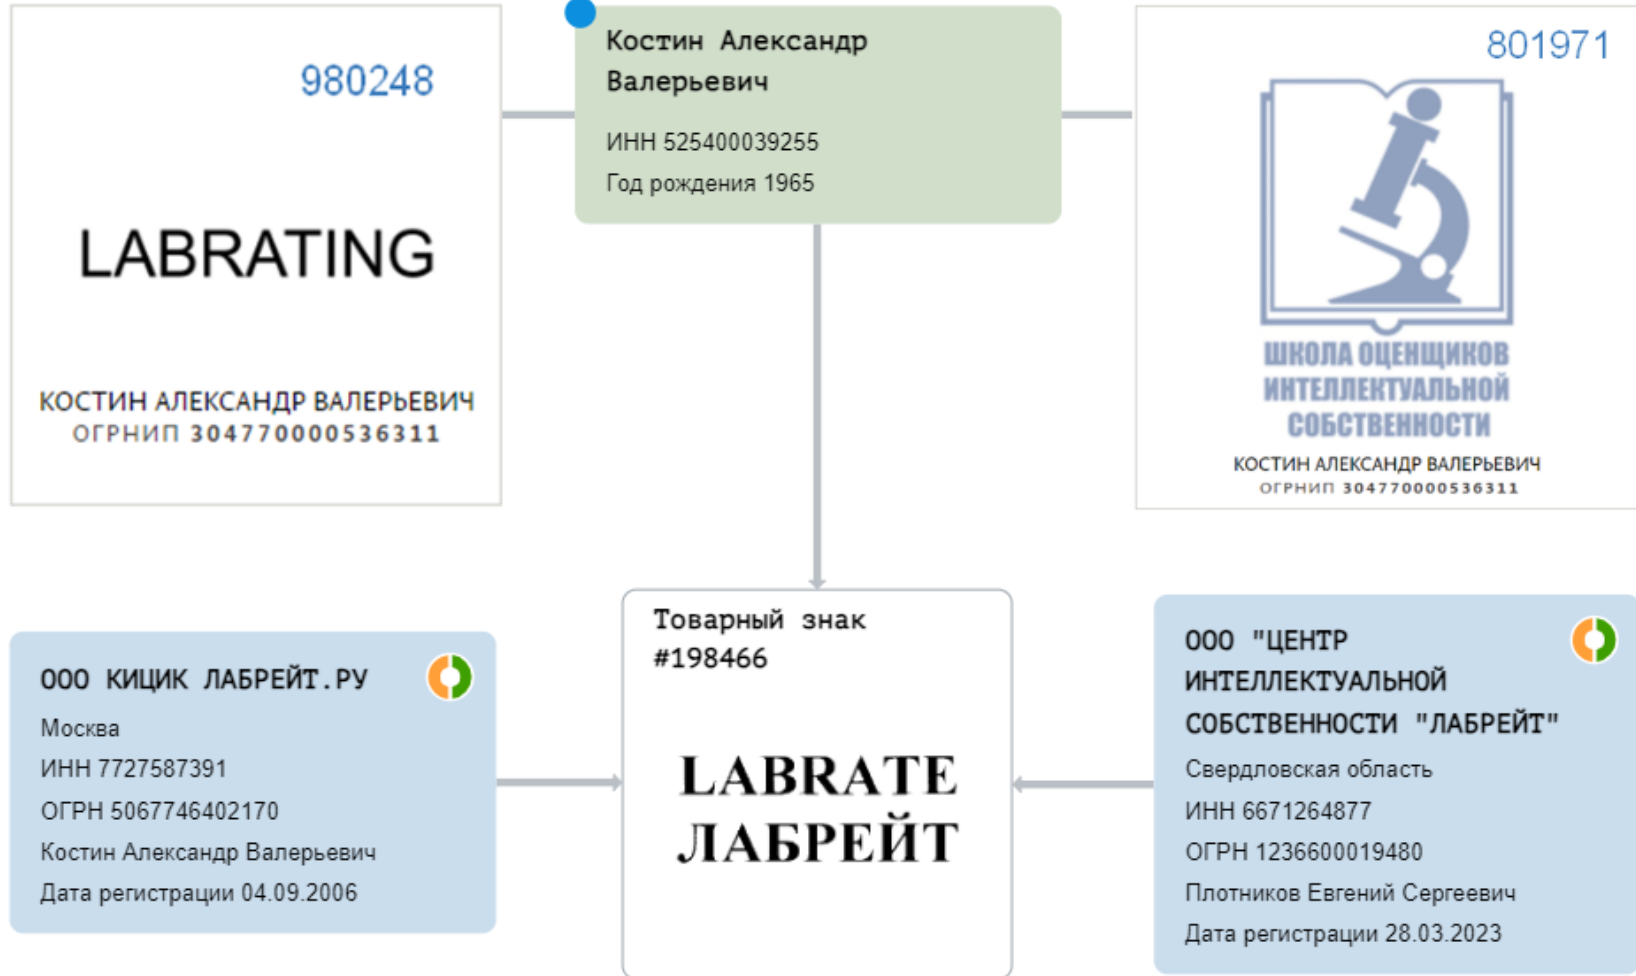 980248
LABRATING
КОСТИН АЛЕКСАНДР ВАЛЕРЬЕВИЧ
ОГРНИП 304770000536311
Костин Александр
Валерьевич
ИНН 525400039255
Год рождения 1965
801971
ШКОЛА ОЦЕНЩИКОВ
ИНТЕЛЛЕКТУАЛЬНОЙ
СОБСТВЕННОСТИ
КОСТИН АЛЕКСАНДР ВАЛЕРЬЕВИЧ
ОГРНИП 304770000536311
ООО КИЦИК ЛАБРЕЙТ.РУ
Москва
ИНН 7727587391
ОГРН 5067746402170
Костин Александр Валерьевич
Дата регистрации 04.09.2006
Товарный знак
#198466
LABRATE
ЛАБРЕЙТ
ООО "ЦЕНТР
ИНТЕЛЛЕКТУАЛЬНОЙ
СОБСТВЕННОСТИ "ЛАБРЕЙТ"
Свердловская область
ИНН 6671264877
ОГРН 1236600019480
Плотников Евгений Сергеевич
Дата регистрации 28.03.2023